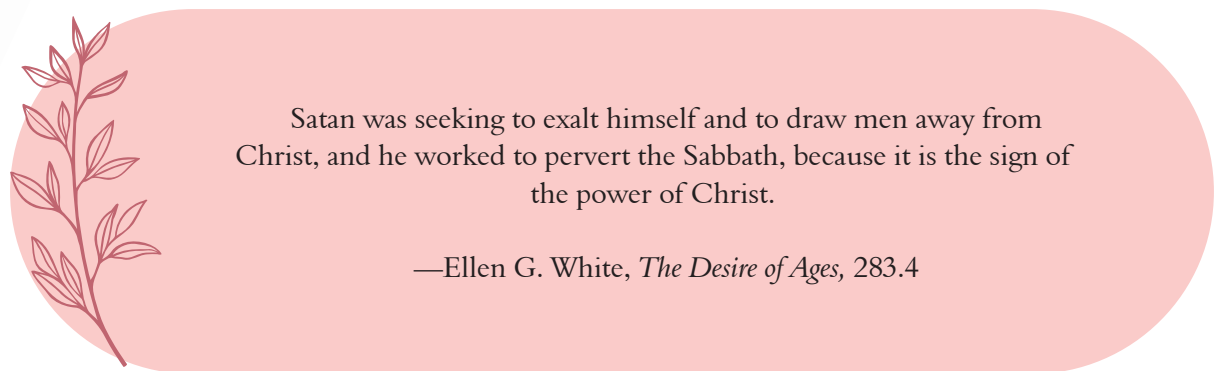 Satan was seeking to exalt himself and to draw men away from
Christ, and he worked to pervert the Sabbath, because it is the sign of
the power of Christ.
—Ellen G. White, The Desire of Ages, 283.4